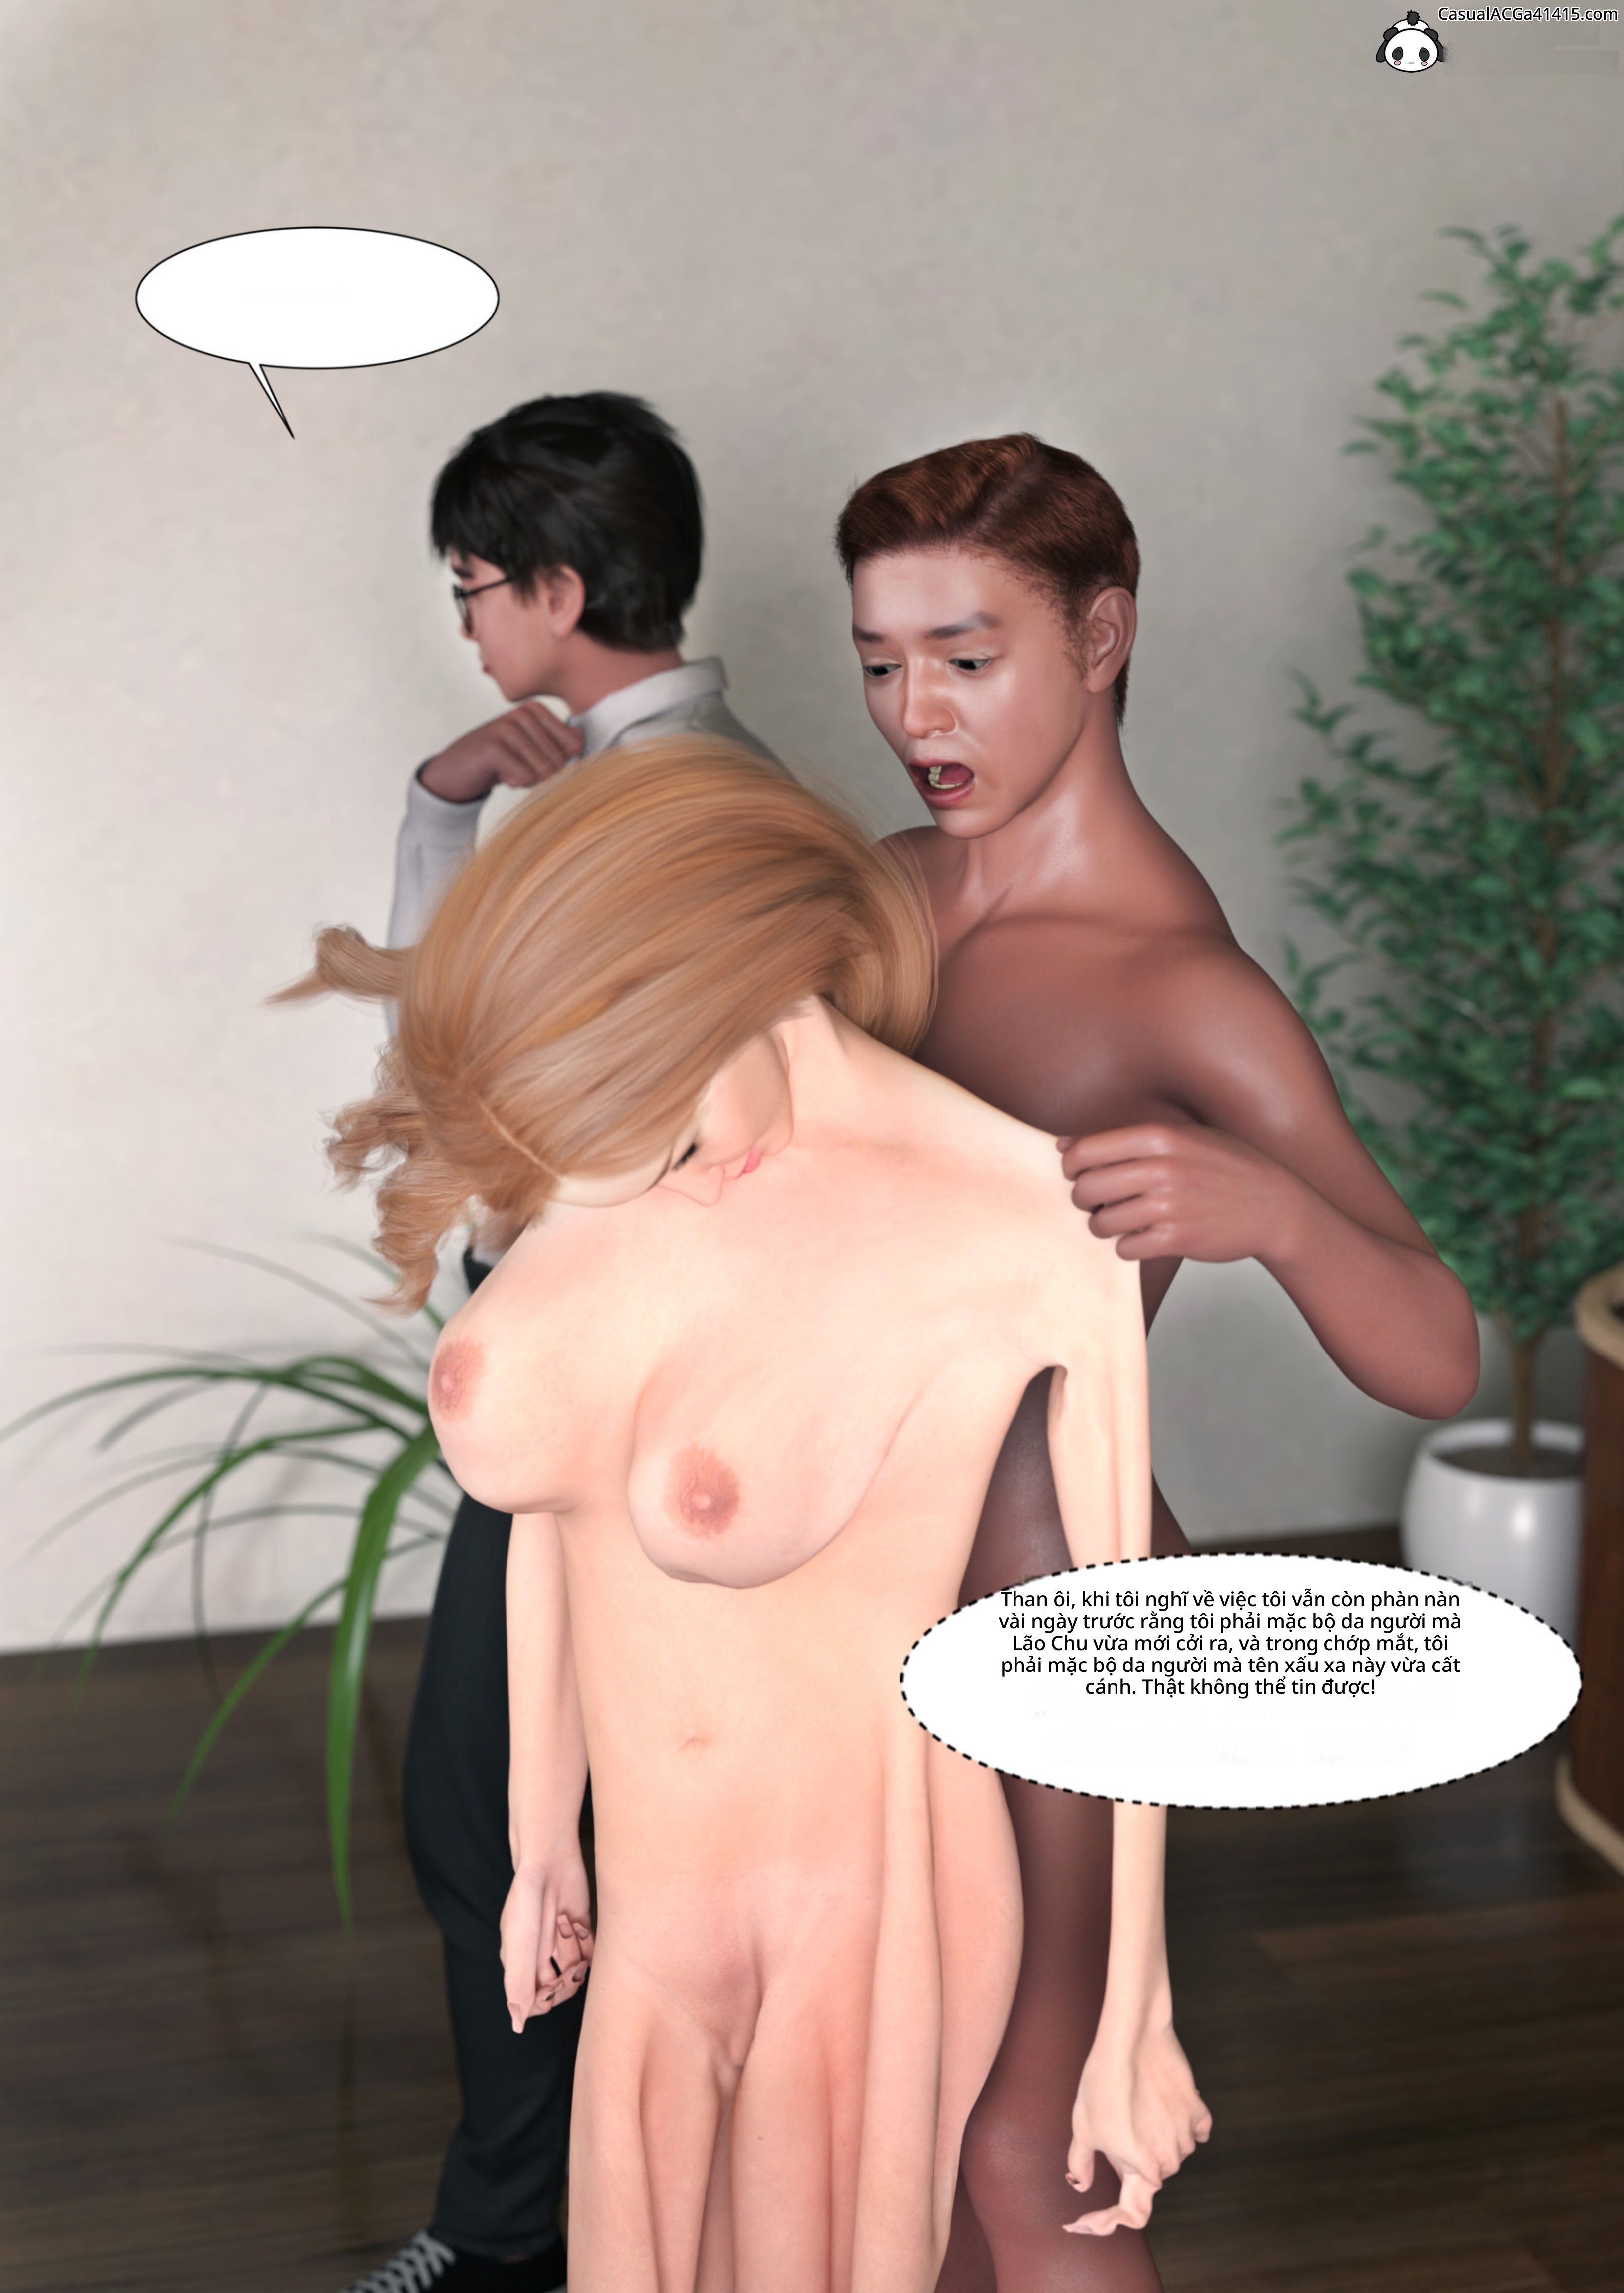 CasualACGa41415.com
Than ôi, khi tôi nghĩ về việc tôi vẫn còn phàn nàn
vài ngày trước rằng tôi phải mặc bộ da người mà
Lão Chu vừa mới cởi ra, và trong chớp mắt, tôi
phải mặc bộ da người mà tên xấu xa này vừa cất
cánh. Thật không thể tin được!